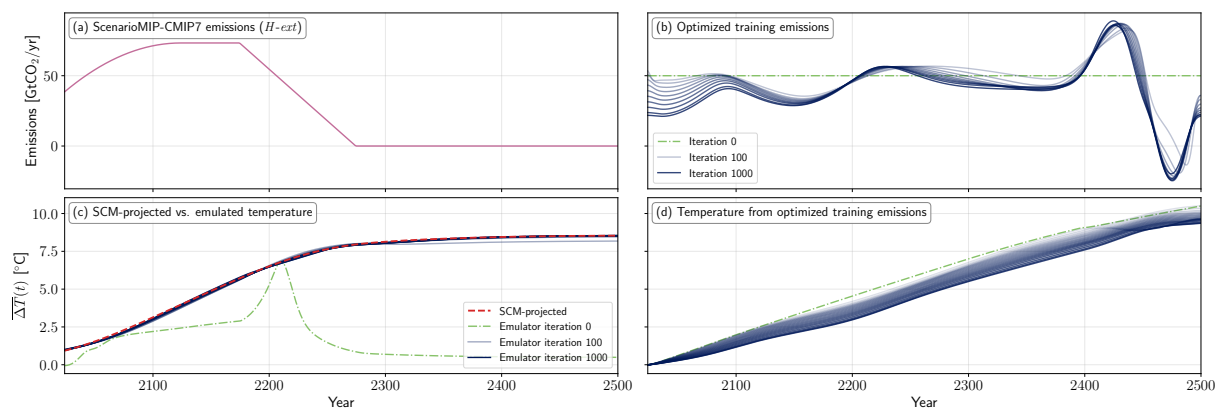 (a) ScenarioMIP-CMIP7 emissions (H-ext)
Emissions [GtCO₂/yr]
50
0
(b) Optimized training emissions
Iteration 0
Iteration 100
Iteration 1000
(c) SCM-projected vs. emulated temperature
ΔT(t) [°C]
10.0
7.5
5.0
2.5
0.0
SCM-projected
Emulator iteration 0
Emulator iteration 100
Emulator iteration 1000
2100
2200
2300
2400
2500
Year
(d) Temperature from optimized training emissions
2100
2200
2300
2400
2500
Year